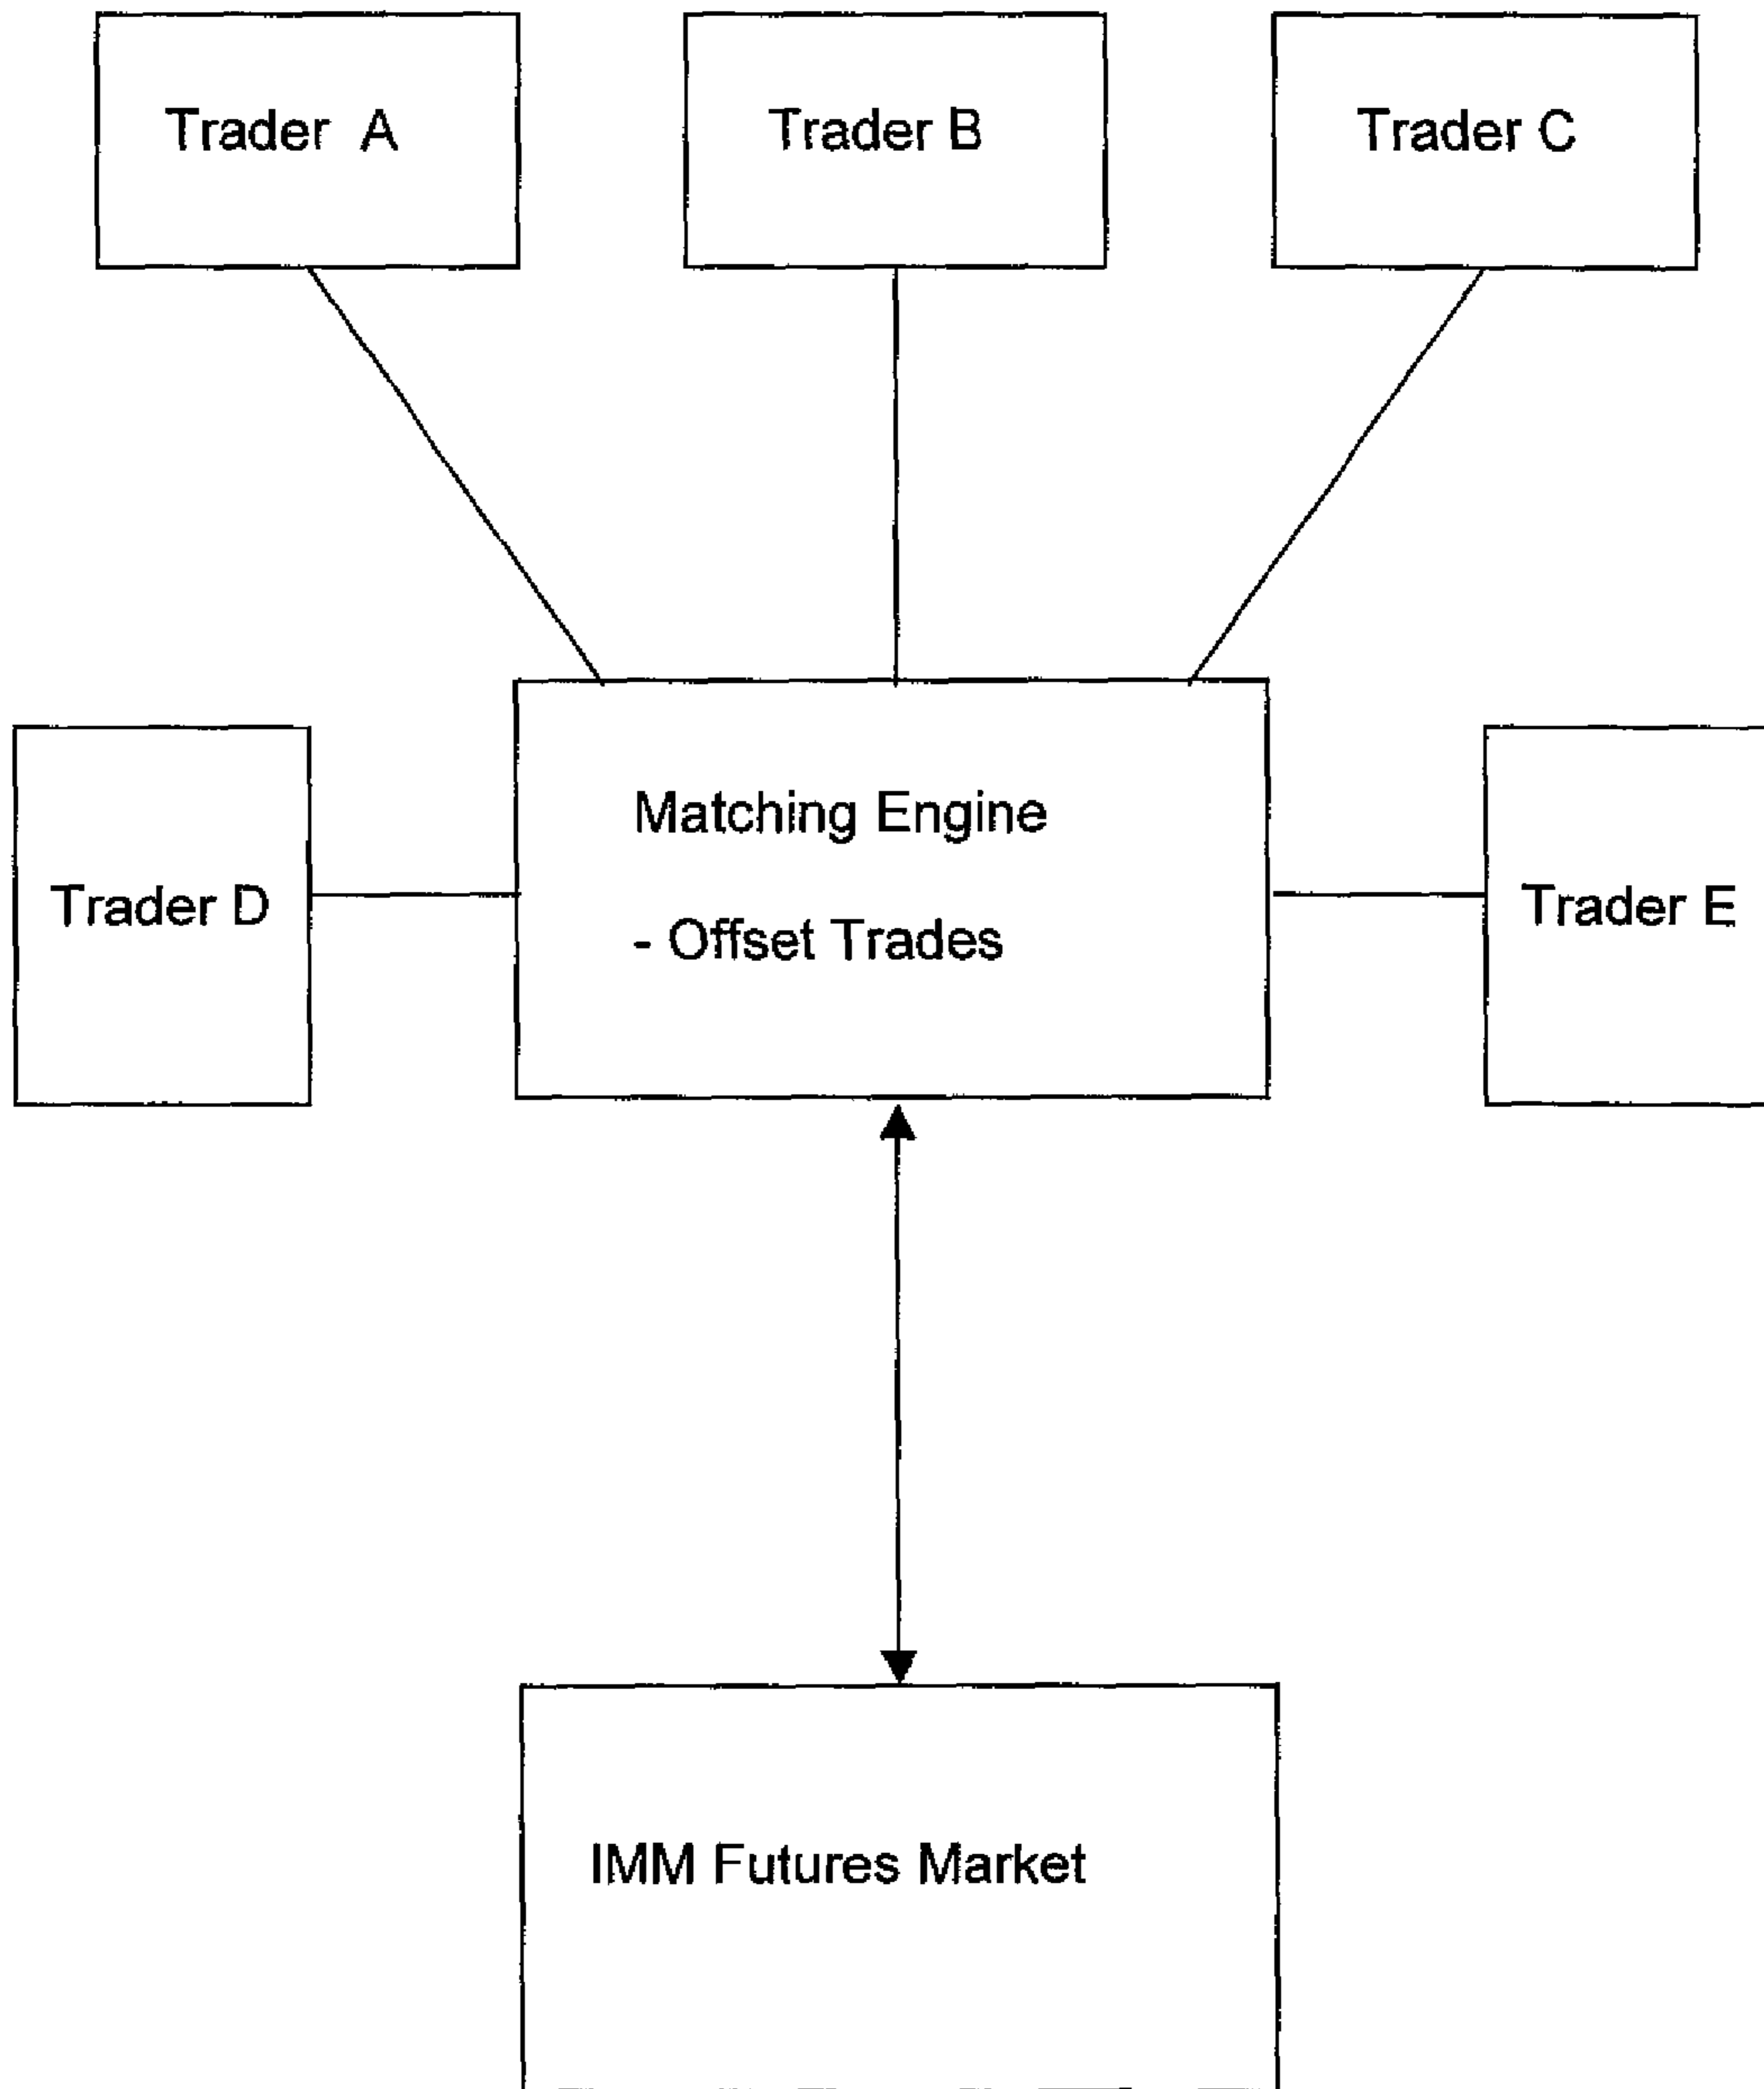 Trader A
Trader B
Trader C
Matching Engine
- Offset Trades
Trader D
Trader E
IMM Futures Market